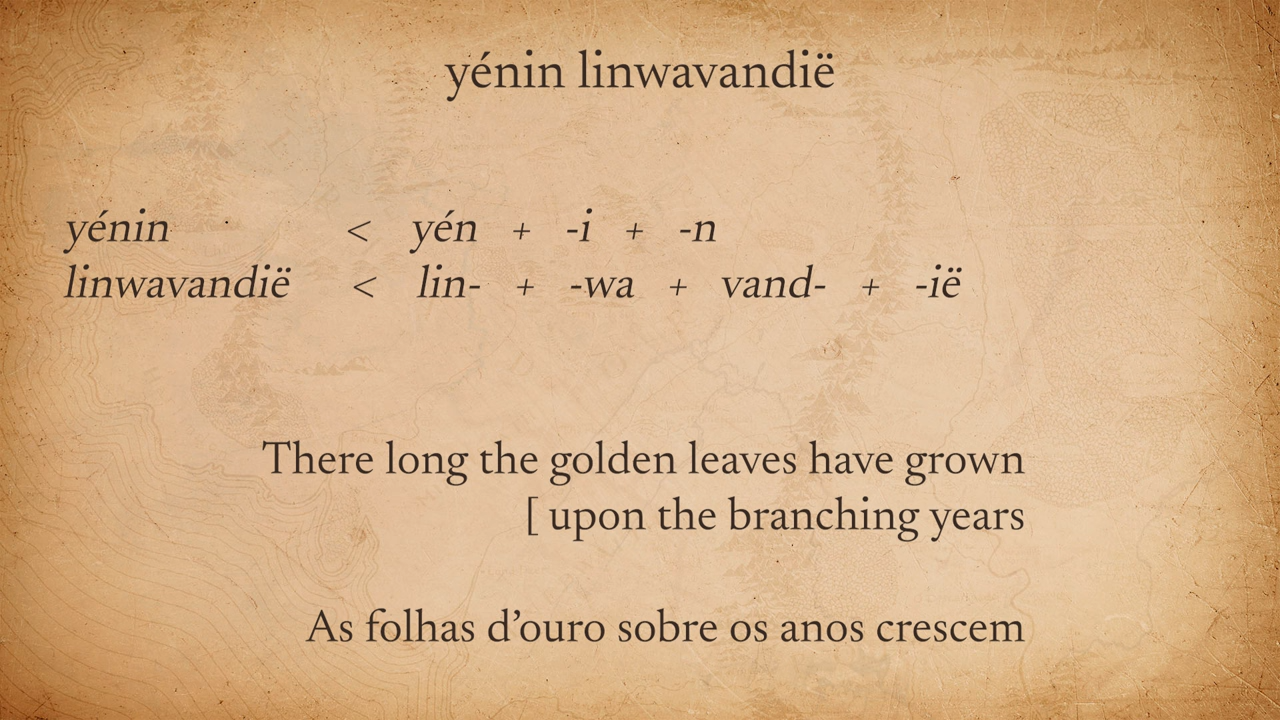 yénin linwavandië
yénin < yén + -i + -n
linwavandië < lin- + -wa + vand- + -ië
There long the golden leaves have grown
[ upon the branching years
As folhas d’ouro sobre os anos crescem